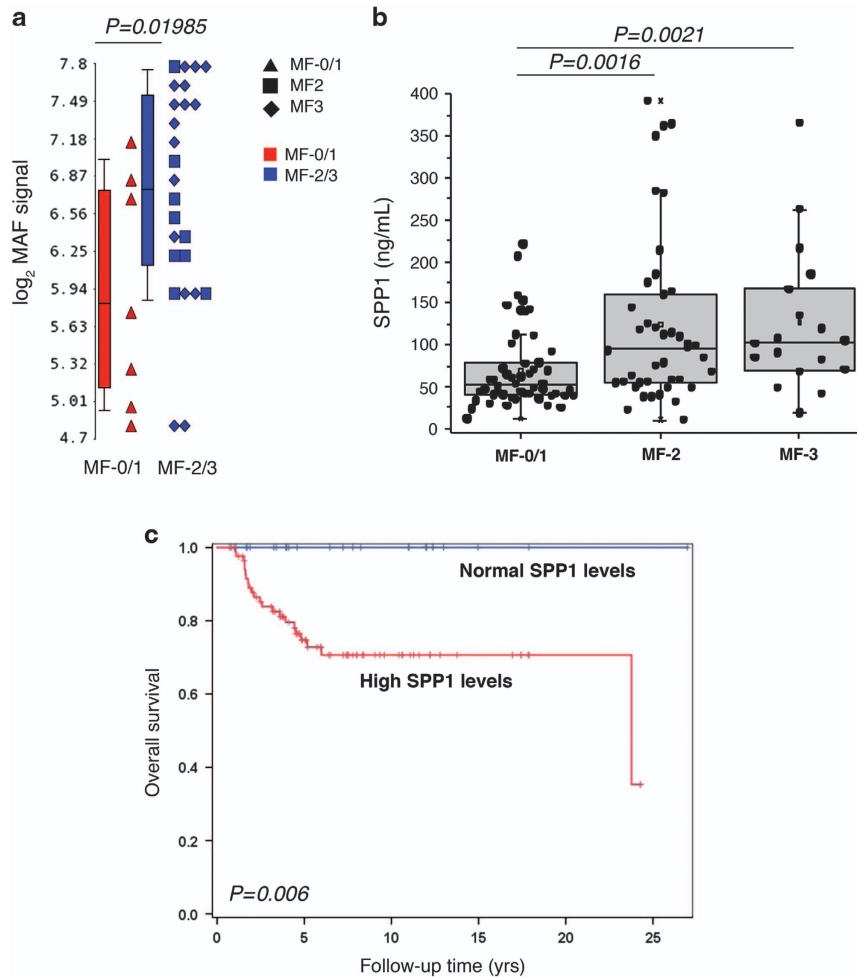 a
P=0.01985
log2 MAF signal
7.8
7.49
7.18
6.87
6.56
6.25
5.94
5.63
5.32
5.01
4.7
MF-0/1
MF-2/3
MF-0/1
MF2
MF3
MF-0/1
MF-2/3
b
P=0.0021
P=0.0016
SPP1 (ng/mL)
400
350
300
250
200
150
100
50
0
MF-0/1
MF-2
MF-3
c
Overall survival
1.0
0.8
0.6
0.4
0.2
0.0
Normal SPP1 levels
High SPP1 levels
P=0.006
0
5
10
15
20
25
Follow-up time (yrs)